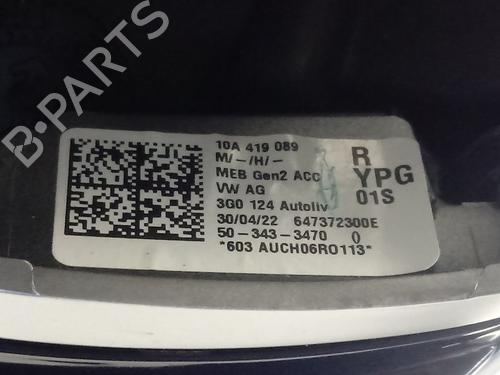 B-PARTS
10A 419 089 R
M/-/H/-
MEB Gen2 ACC YPG
VW AG 01S
3G0 124 Autoliv
30/04/22 647372300E
50-343-3470 0
*603 AUCH06RO113*